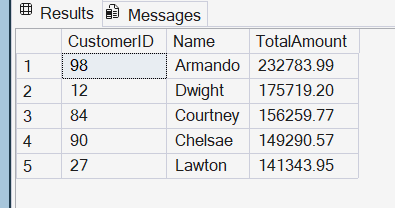 Results Messages
CustomerID Name TotalAmount
1 98 Armando 232783.99
2 12 Dwight 175719.20
3 84 Courtney 156259.77
4 90 Chelsae 149290.57
5 27 Lawton 141343.95